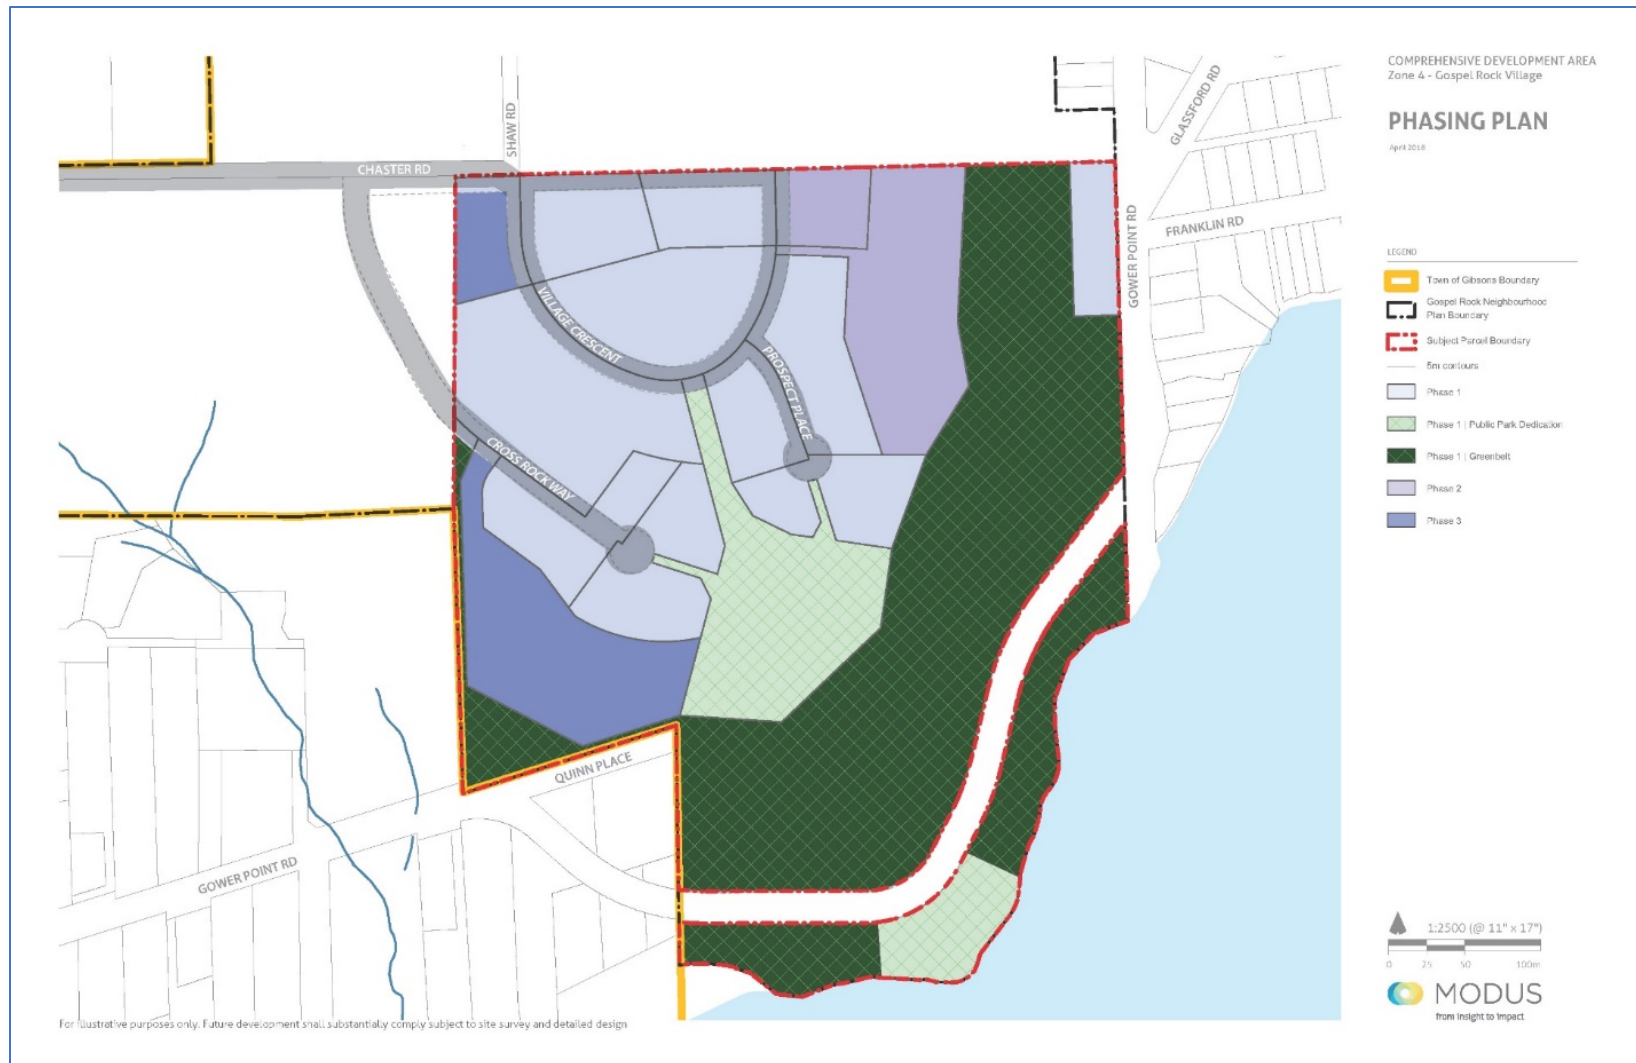 COMPREHENSIVE DEVELOPMENT AREA
Zone 4 - Gospel Rock Village
PHASING PLAN
April 2018
SHAW RD
CHASTER RD
GLASSFORD RD
FRANKLIN RD
GOWER POINT RD
VILLAGE CRESCENT
PROSPECT PLACE
CROSS ROCK WAY
QUINN PLACE
GOWER POINT RD
LEGEND
Town of Gibsons Boundary
Gospel Rock Neighbourhood
Plan Boundary
Subject Parcel Boundary
5m contours
Phase 1
Phase 1 | Public Park Dedication
Phase 1 | Greenbelt
Phase 2
Phase 3
1:2500 (@ 11" x 17")
0 25 50 100m
MODUS
from insight to impact
For illustrative purposes only. Future development shall substantially comply subject to site survey and detailed design